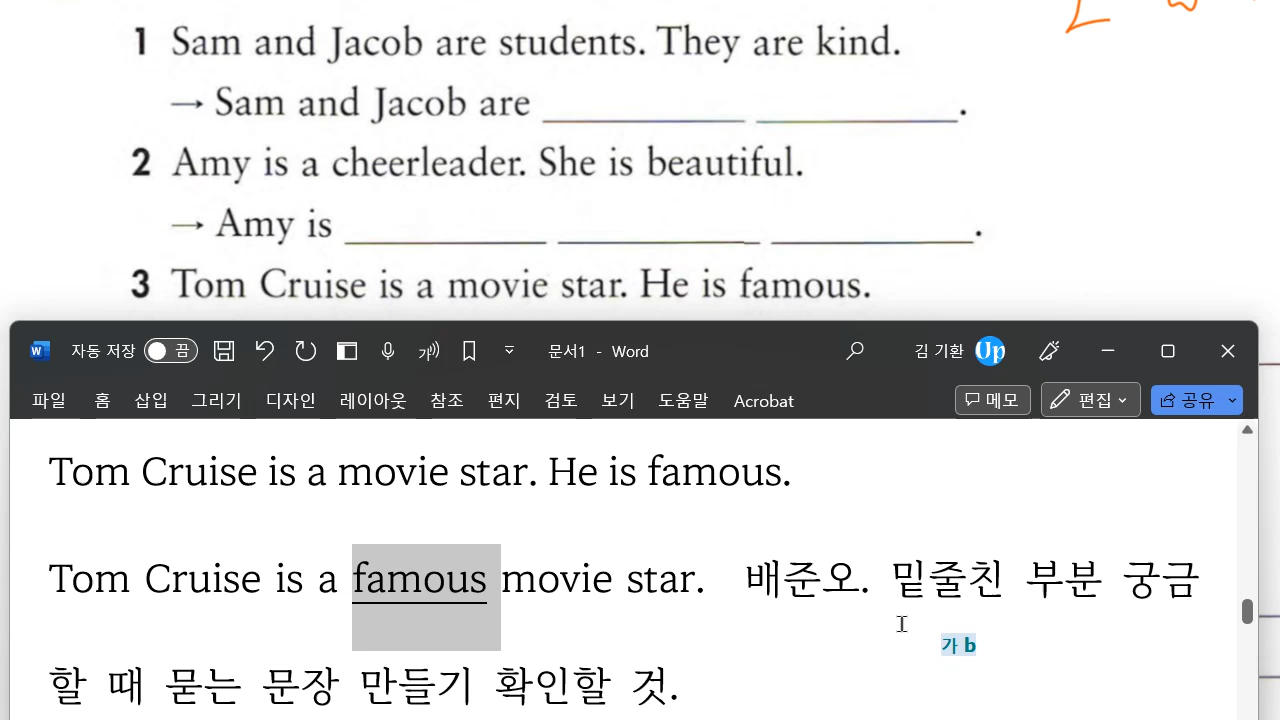 1 Sam and Jacob are students. They are kind.
→ Sam and Jacob are ________ ________.
2 Amy is a cheerleader. She is beautiful.
→ Amy is ________ ________ ________.
3 Tom Cruise is a movie star. He is famous.
자동 저장 끔 가)) 문서1 - Word 김 기환 Up
파일 홈 삽입 그리기 디자인 레이아웃 참조 편지 검토 보기 도움말 Acrobat 메모 편집 공유
Tom Cruise is a movie star. He is famous.
Tom Cruise is a famous movie star. 배준오. 밑줄친 부분 궁금
가 b
할 때 묻는 문장 만들기 확인할 것.